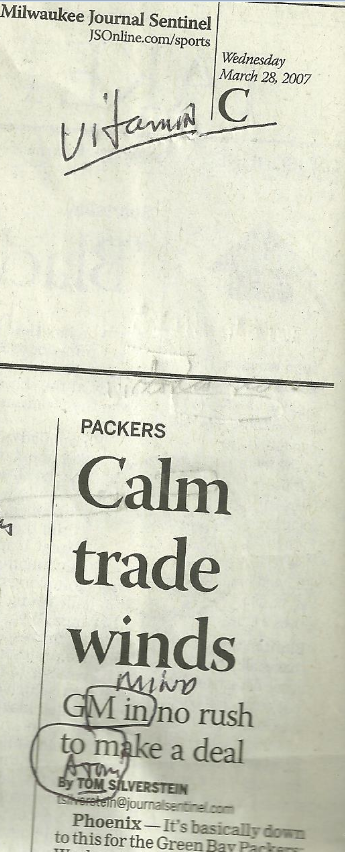 Milwaukee Journal Sentinel
JSOnline.com/sports
Wednesday
March 28, 2007
vitamin C
PACKERS
Calm
trade
winds
MIND
GM in no rush
to make a deal
ATOM
By TOM SILVERSTEIN
tsilverstein@journalsentinel.com
Phoenix — It's basically down
to this for the Green Bay Packers: